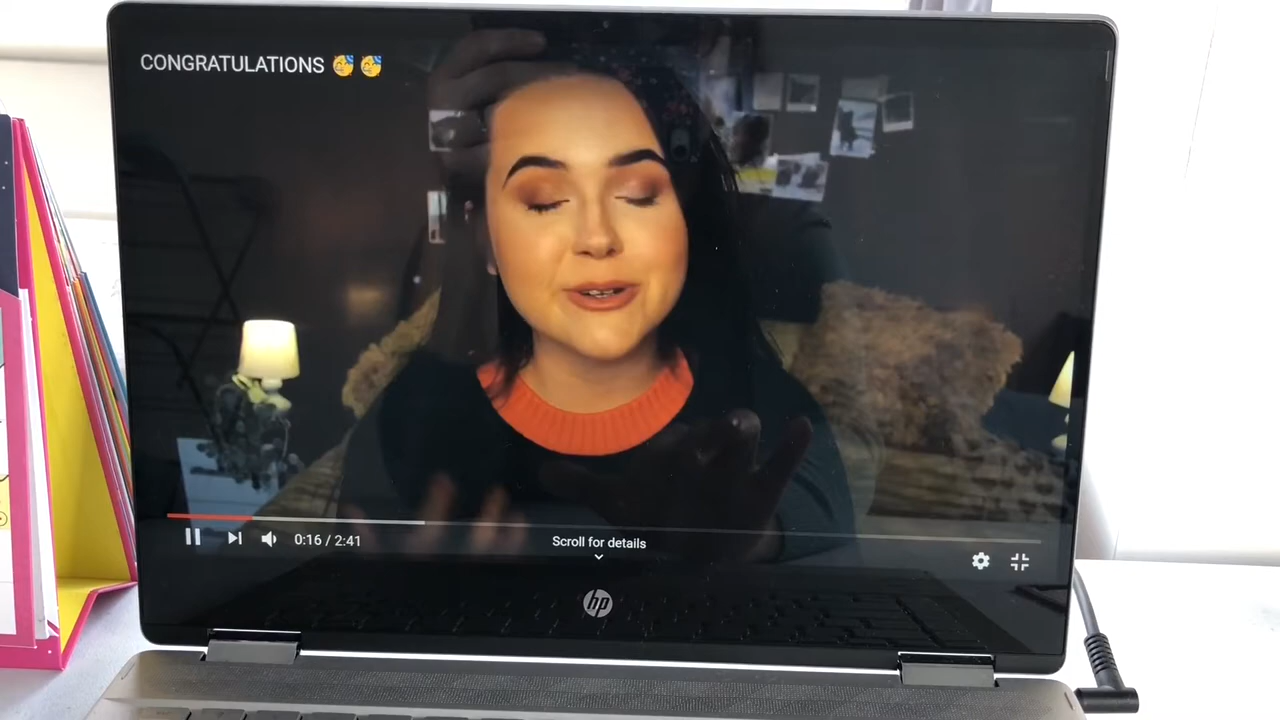 CONGRATULATIONS 🥳 🥳
0:16 / 2:41
Scroll for details
hp